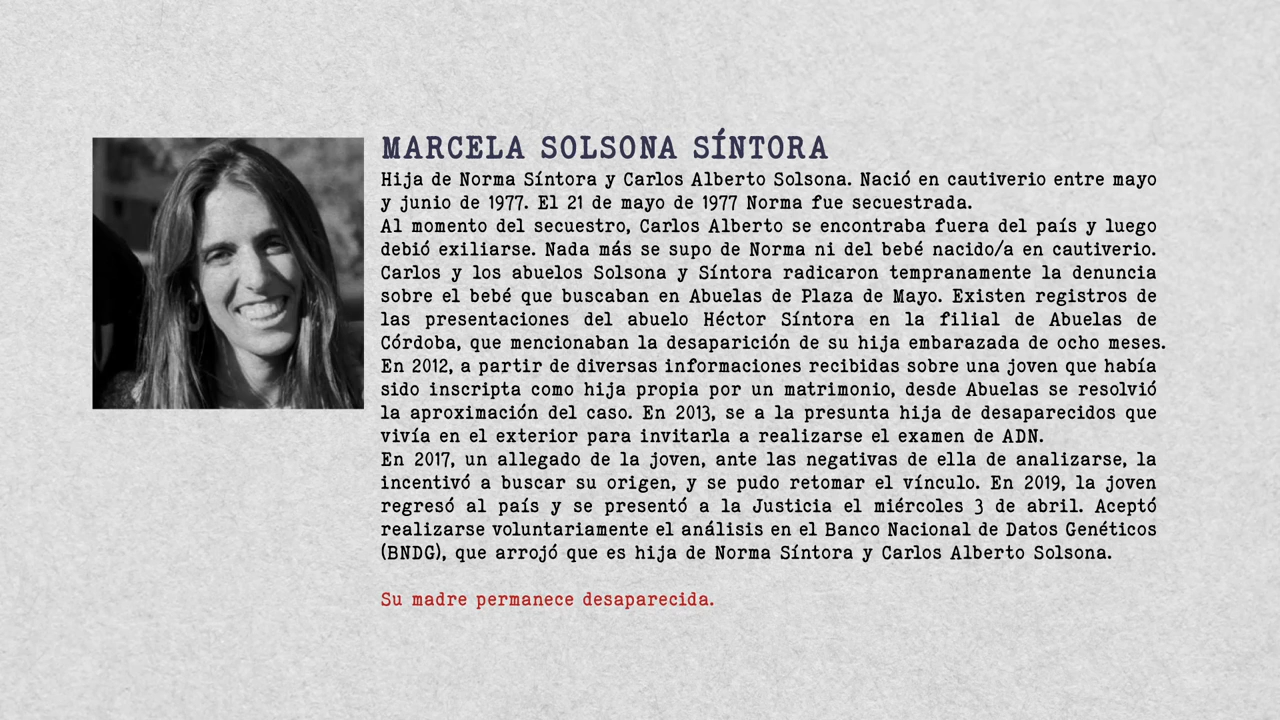 MARCELA SOLSONA SÍNTORA
Hija de Norma Síntora y Carlos Alberto Solsona. Nació en cautiverio entre mayo
y junio de 1977. El 21 de mayo de 1977 Norma fue secuestrada.
Al momento del secuestro, Carlos Alberto se encontraba fuera del país y luego
debió exiliarse. Nada más se supo de Norma ni del bebé nacido/a en cautiverio.
Carlos y los abuelos Solsona y Síntora radicaron tempranamente la denuncia
sobre el bebé que buscaban en Abuelas de Plaza de Mayo. Existen registros de
las presentaciones del abuelo Héctor Síntora en la filial de Abuelas de
Córdoba, que mencionaban la desaparición de su hija embarazada de ocho meses.
En 2012, a partir de diversas informaciones recibidas sobre una joven que había
sido inscripta como hija propia por un matrimonio, desde Abuelas se resolvió
la aproximación del caso. En 2013, se a la presunta hija de desaparecidos que
vivía en el exterior para invitarla a realizarse el examen de ADN.
En 2017, un allegado de la joven, ante las negativas de ella de analizarse, la
incentivó a buscar su origen, y se pudo retomar el vínculo. En 2019, la joven
regresó al país y se presentó a la Justicia el miércoles 3 de abril. Aceptó
realizarse voluntariamente el análisis en el Banco Nacional de Datos Genéticos
(BNDG), que arrojó que es hija de Norma Síntora y Carlos Alberto Solsona.
Su madre permanece desaparecida.